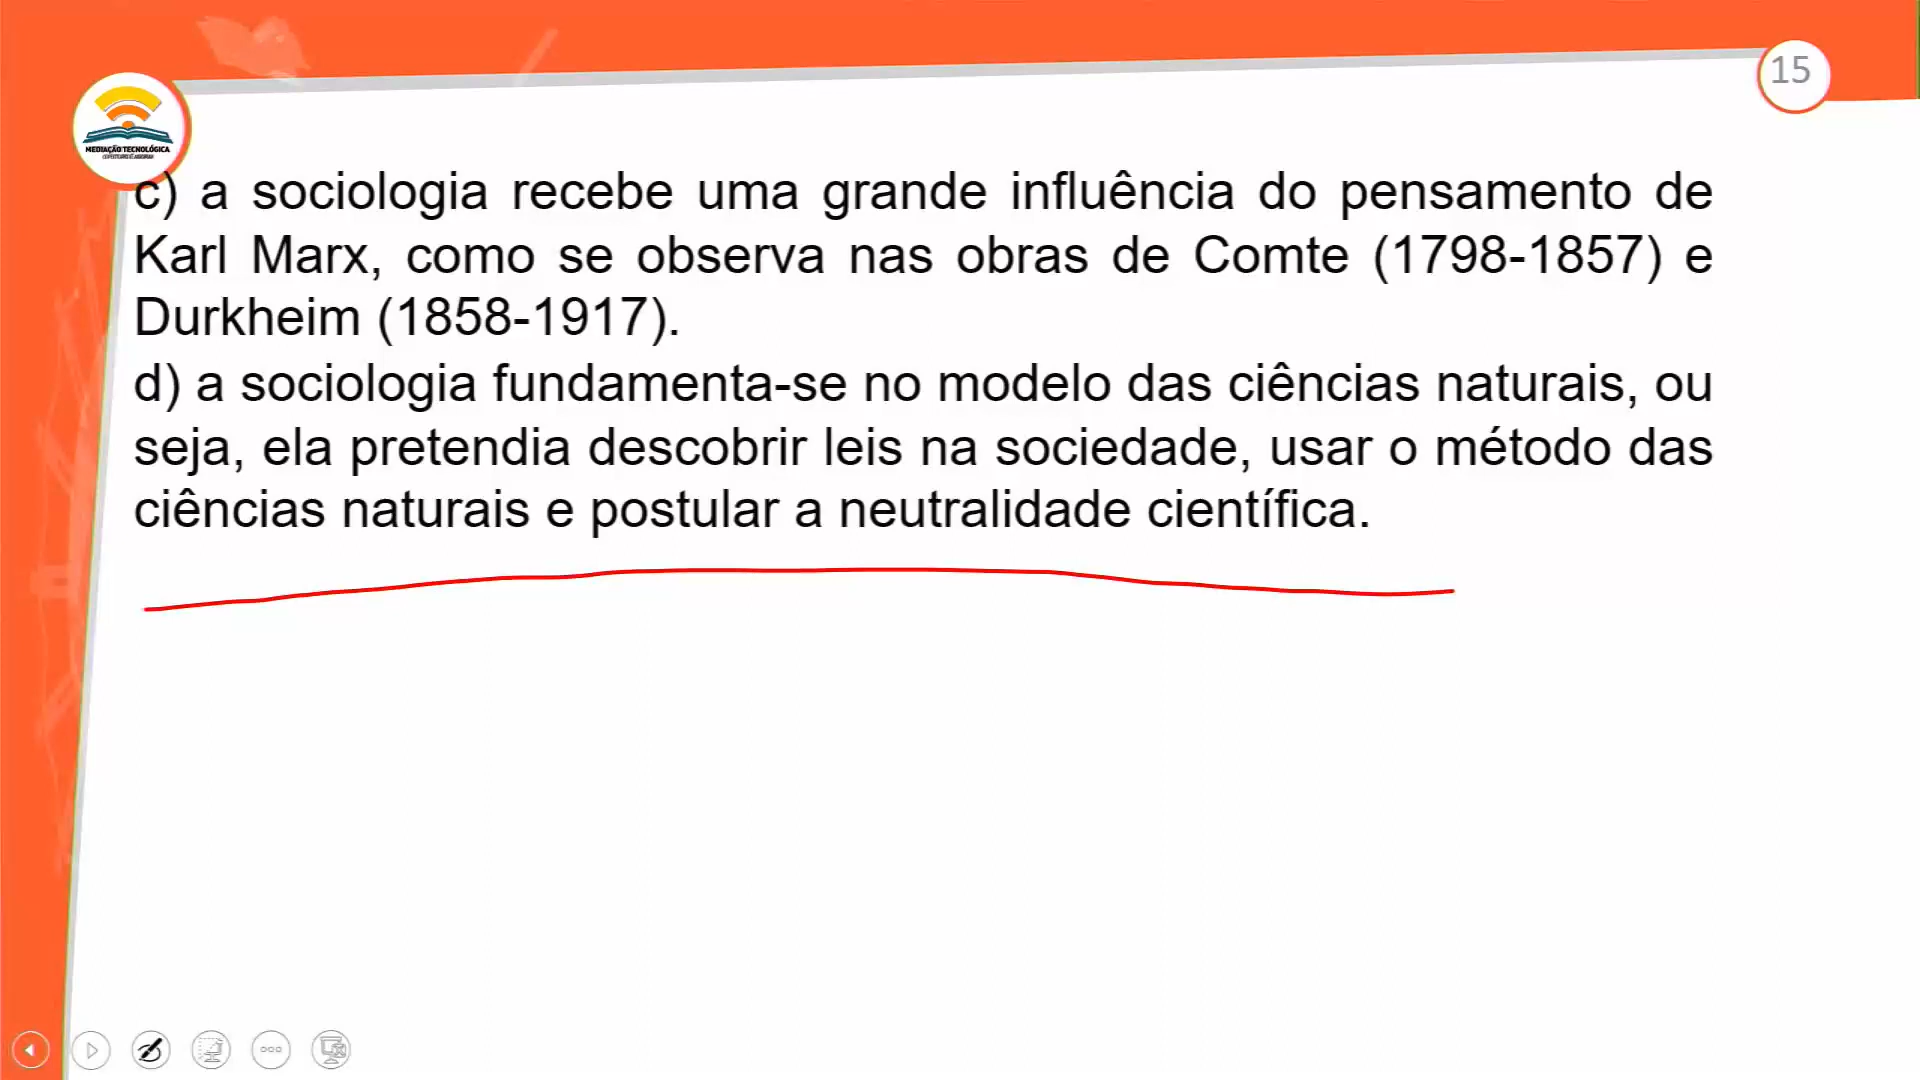 15
MEDIAÇÃO TECNOLÓGICA
c) a sociologia recebe uma grande influência do pensamento de
Karl Marx, como se observa nas obras de Comte (1798-1857) e
Durkheim (1858-1917).
d) a sociologia fundamenta-se no modelo das ciências naturais, ou
seja, ela pretendia descobrir leis na sociedade, usar o método das
ciências naturais e postular a neutralidade científica.